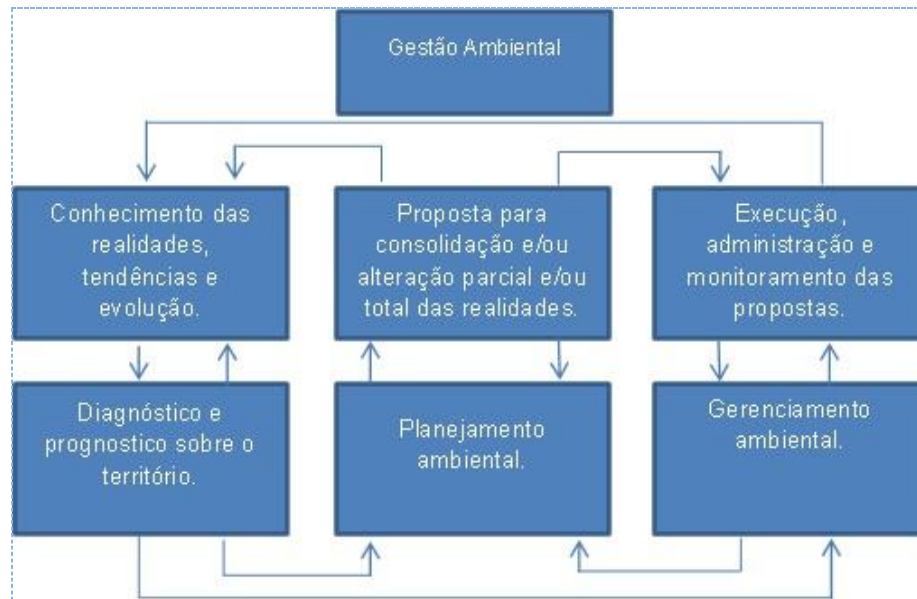 Gestão Ambiental
Conhecimento das
realidades,
tendências e
evolução.
Proposta para
consolidação e/ou
alteração parcial e/ou
total das realidades.
Execução,
administração e
monitoramento das
propostas.
Diagnóstico e
prognostico sobre o
território.
Planejamento
ambiental.
Gerenciamento
ambiental.